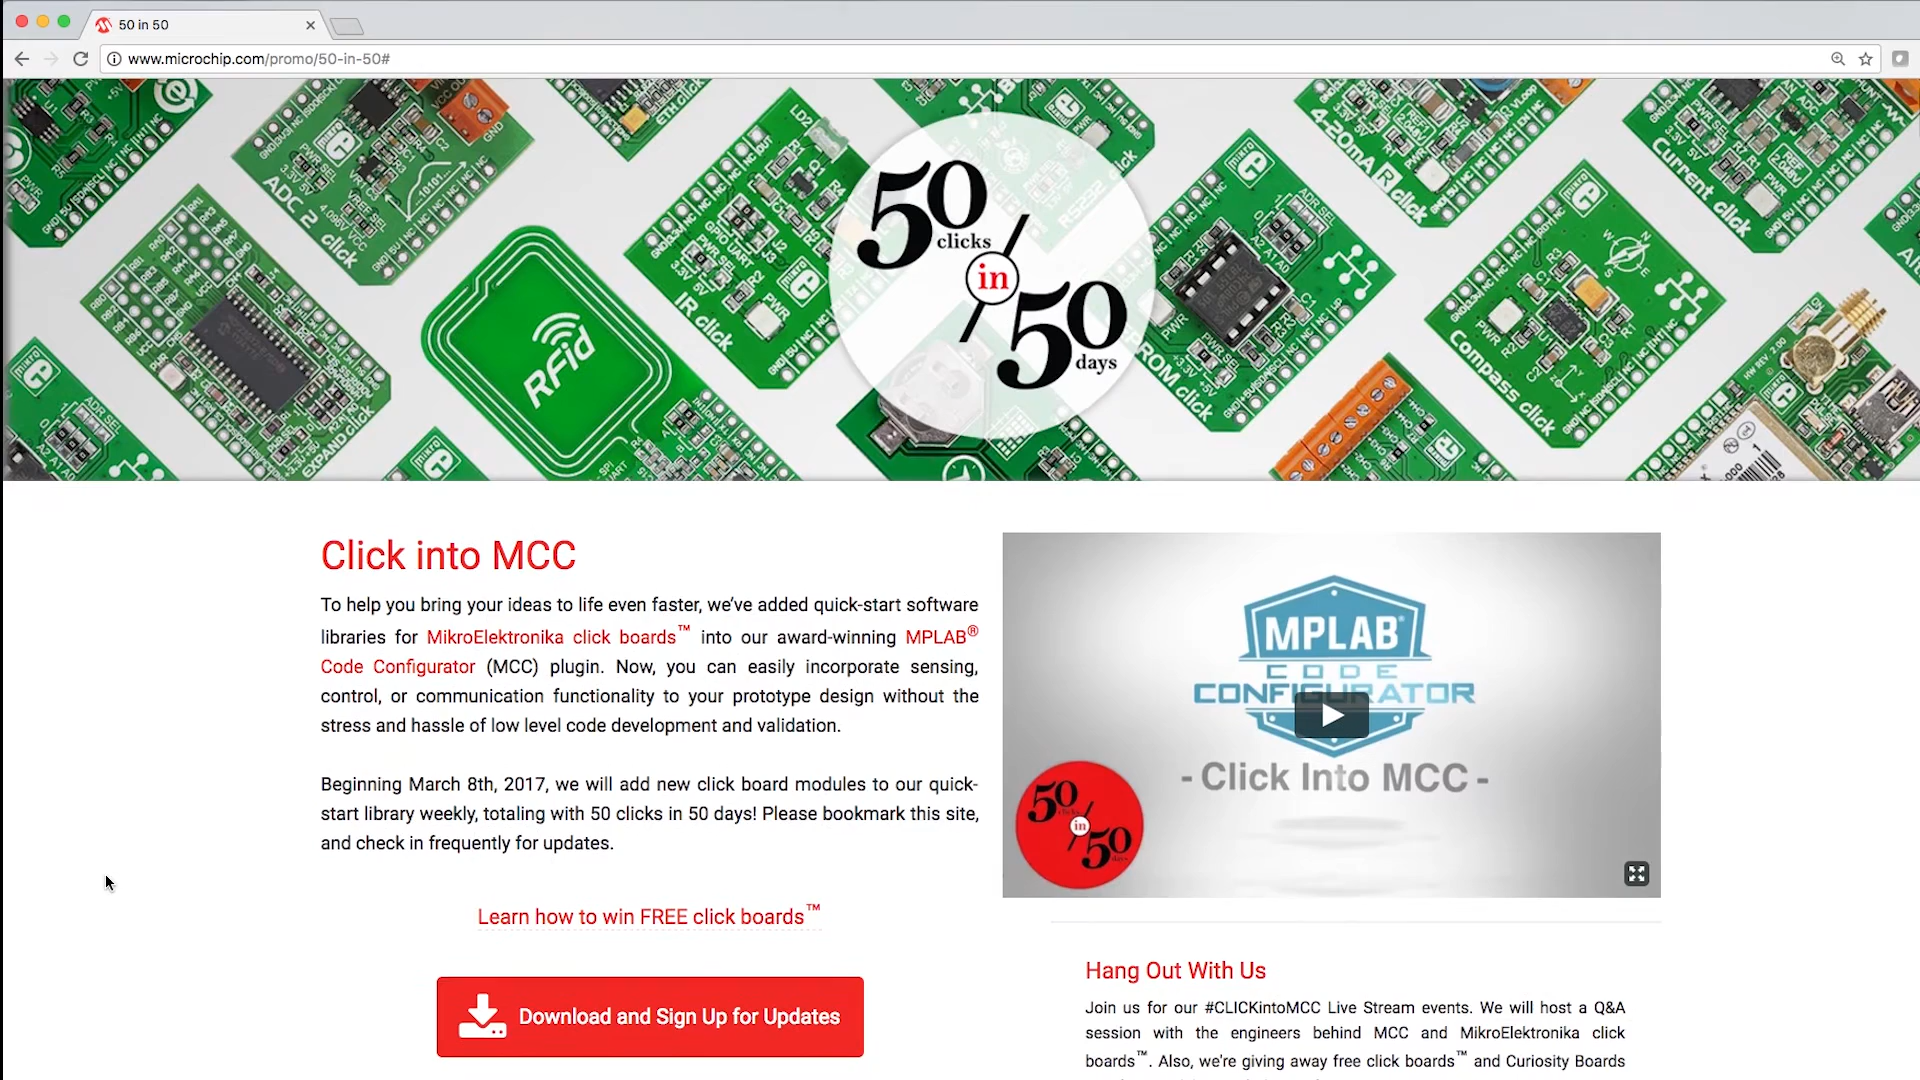 50 in 50
www.microchip.com/promo/50-in-50#
ADC 2
click
RFid
IR click
50
clicks
in
50
days
4-20mA R click
Current click
Compass click
EXPAND click
ROM click
RS232 click
Click into MCC
To help you bring your ideas to life even faster, we've added quick-start software
libraries for MikroElektronika click boards™ into our award-winning MPLAB®
Code Configurator (MCC) plugin. Now, you can easily incorporate sensing,
control, or communication functionality to your prototype design without the
stress and hassle of low level code development and validation.
Beginning March 8th, 2017, we will add new click board modules to our quick-
start library weekly, totaling with 50 clicks in 50 days! Please bookmark this site,
and check in frequently for updates.
Learn how to win FREE click boards™
Download and Sign Up for Updates
MPLAB
CODE
CONFIGURATOR
- Click Into MCC -
50
in
50
Hang Out With Us
Join us for our #CLICKintoMCC Live Stream events. We will host a Q&A
session with the engineers behind MCC and MikroElektronika click
boards™. Also, we're giving away free click boards™ and Curiosity Boards